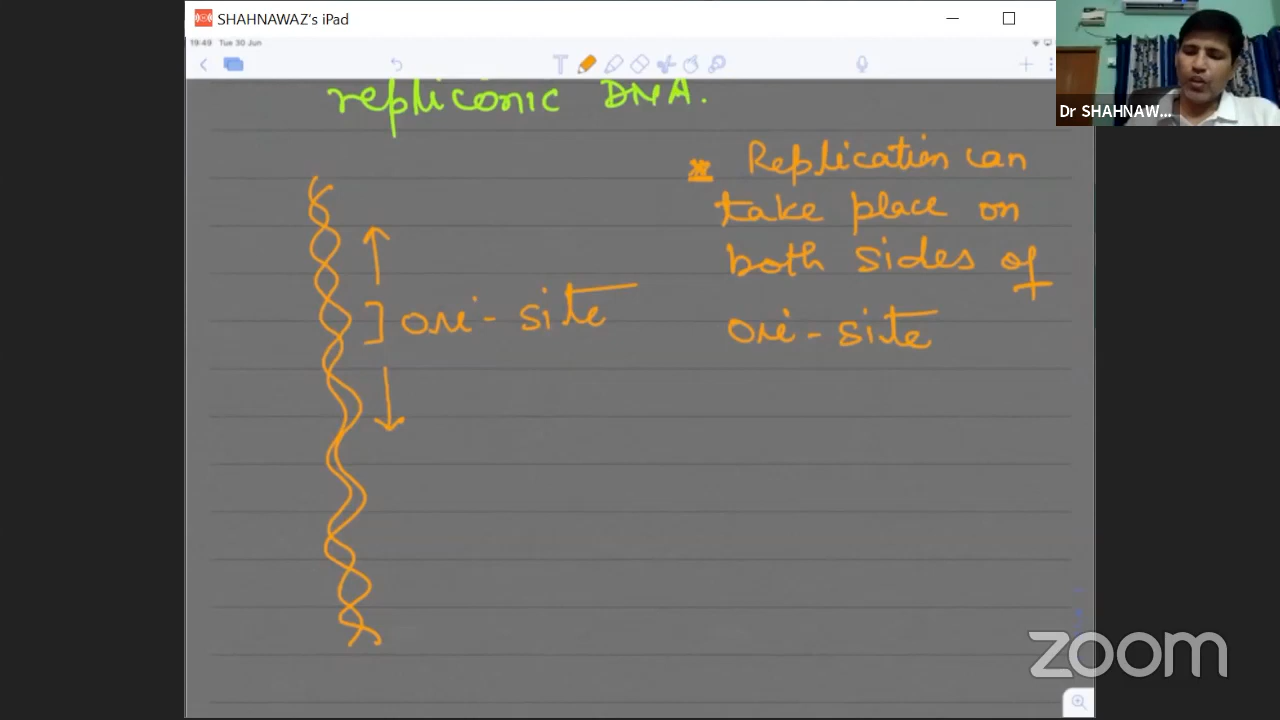 SHAHNAWAZ's iPad
19:49 Tue 30 Jun
repliconic DNA.
Dr SHAHNAW...
* Replication can
take place on
both sides of
ori-site
ori-site
zoom